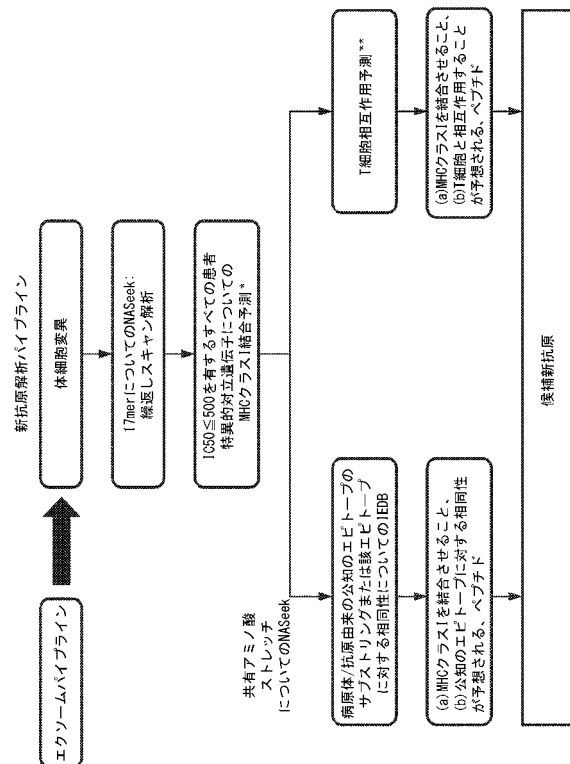 エクソームパイプライン
新抗原解析パイプライン
体細胞変異
17merについてのNASeek:
繰返しスキャン解析
IC50≦500を有するすべての患者
特異的対立遺伝子についての
MHCクラスI結合予測*
共有アミノ酸
ストレッチ
についてのNASeek
病原体/抗原由来の公知のエピトープの
サブストリングまたは該エピトープ
に対する相同性についてのIEDB
(a)MHCクラスIを結合させること、
(b)公知のエピトープに対する相同性
が予想される、ペプチド
T細胞相互作用予測**
(a)MHCクラスIを結合させること、
(b)T細胞と相互作用すること
が予想される、ペプチド
候補新抗原